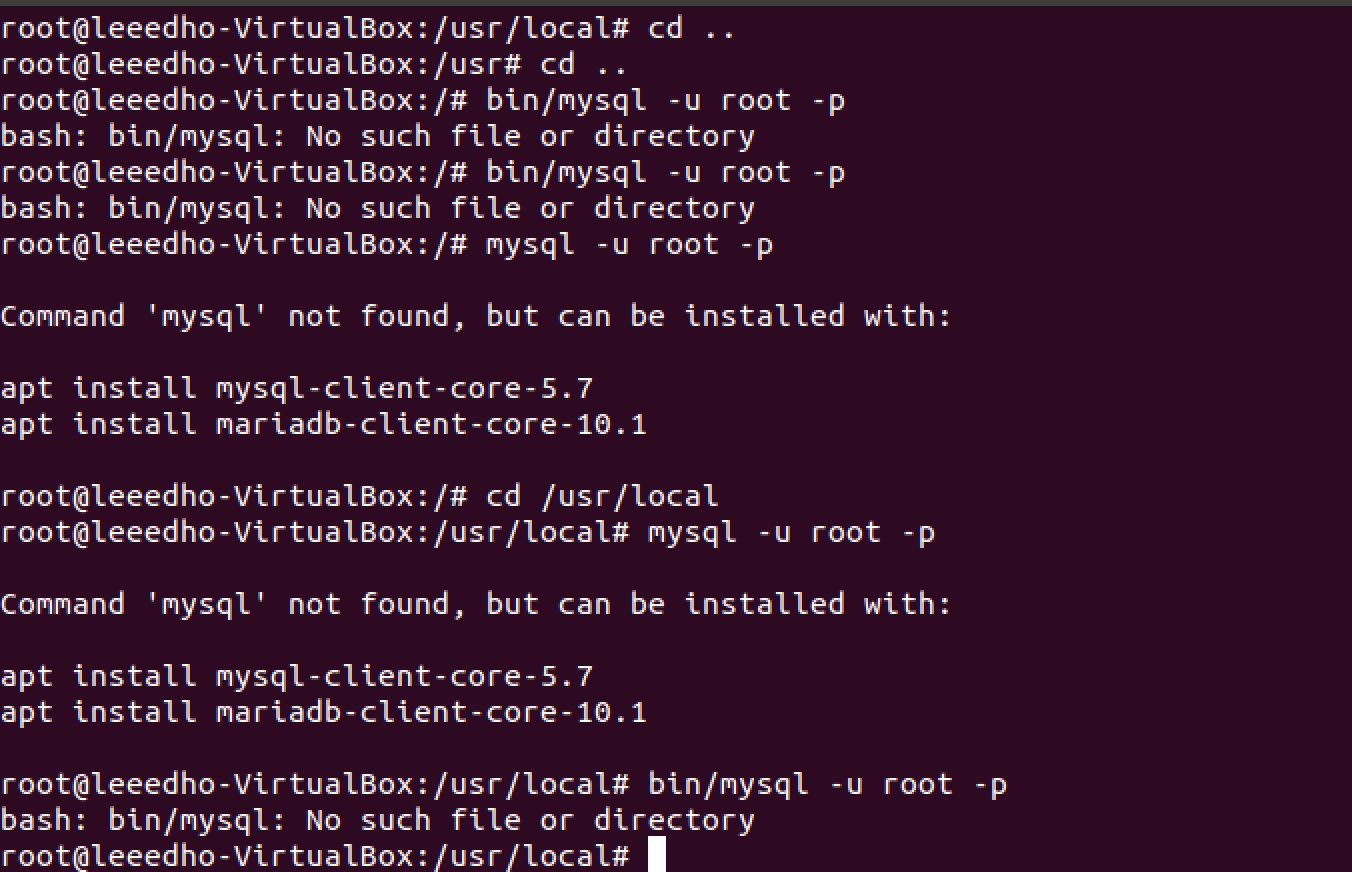 root@leeedho-VirtualBox:/usr/local# cd ..
root@leeedho-VirtualBox:/usr# cd ..
root@leeedho-VirtualBox:/# bin/mysql -u root -p
bash: bin/mysql: No such file or directory
root@leeedho-VirtualBox:/# bin/mysql -u root -p
bash: bin/mysql: No such file or directory
root@leeedho-VirtualBox:/# mysql -u root -p
Command 'mysql' not found, but can be installed with:
apt install mysql-client-core-5.7
apt install mariadb-client-core-10.1
root@leeedho-VirtualBox:/# cd /usr/local
root@leeedho-VirtualBox:/usr/local# mysql -u root -p
Command 'mysql' not found, but can be installed with:
apt install mysql-client-core-5.7
apt install mariadb-client-core-10.1
root@leeedho-VirtualBox:/usr/local# bin/mysql -u root -p
bash: bin/mysql: No such file or directory
root@leeedho-VirtualBox:/usr/local#